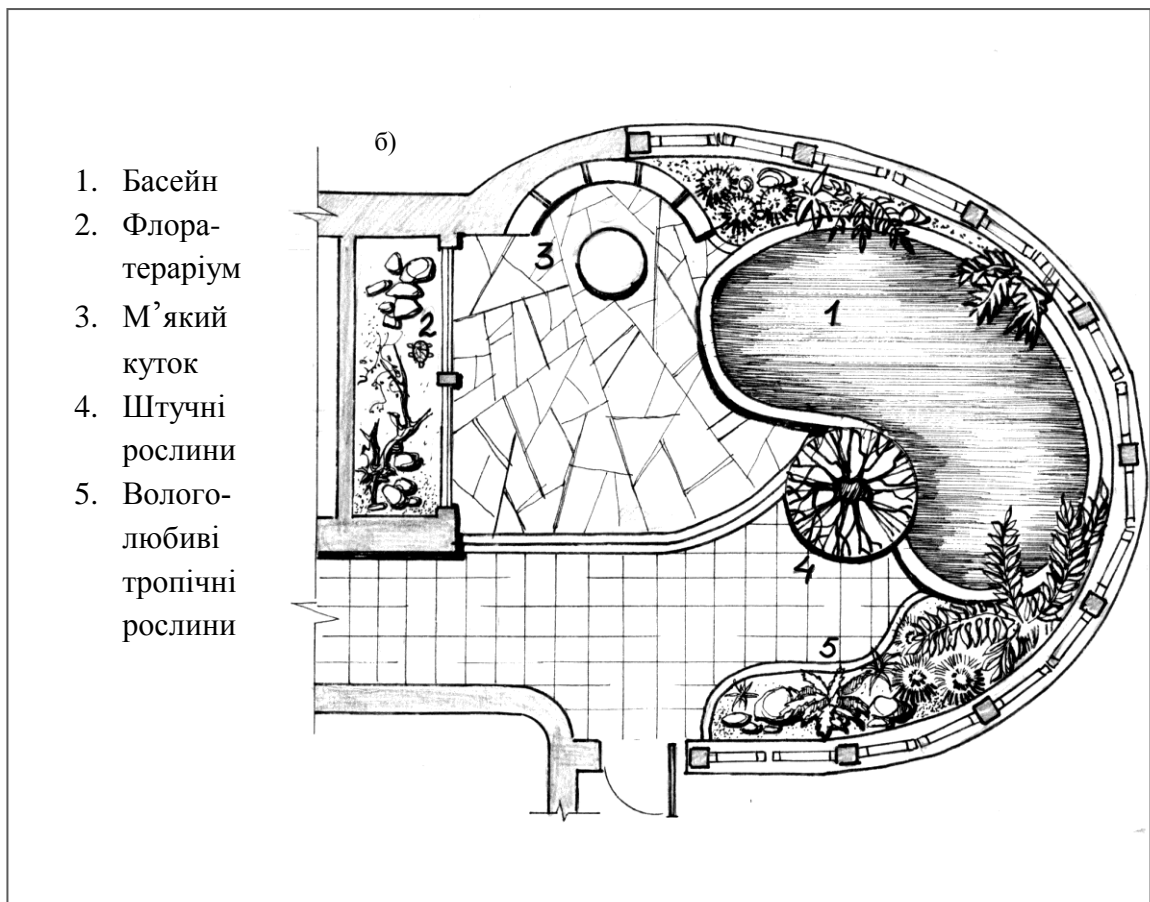 б)
1. Басейн
2. Флора-
тераріум
3. М’який
куток
4. Штучні
рослини
5. Волого-
любиві
тропічні
рослини
3
1
2
4
5